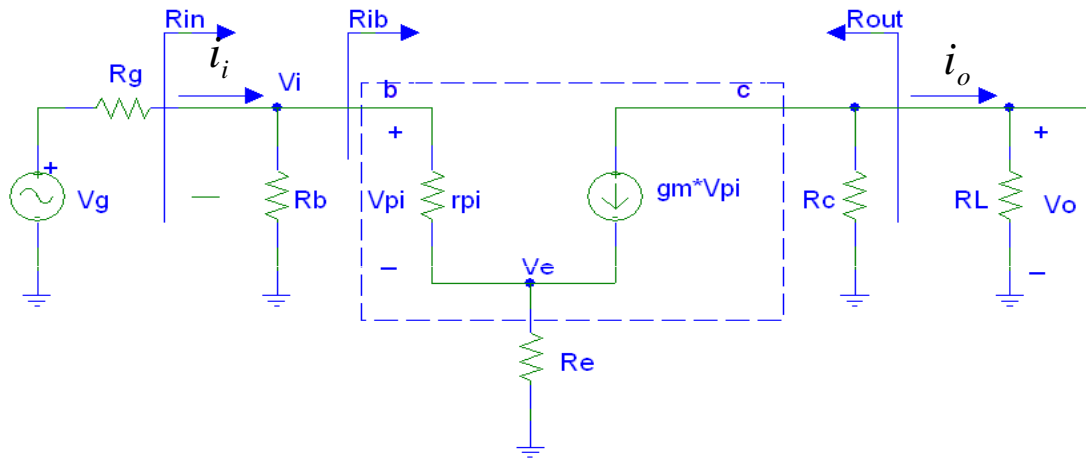 Rin
Rib
Rout
i_i
i_o
Rg
Vi
b
c
+
+
+
+
Vg
Rb
Vpi
rpi
gm*Vpi
Rc
RL
Vo
−
−
−
Ve
Re